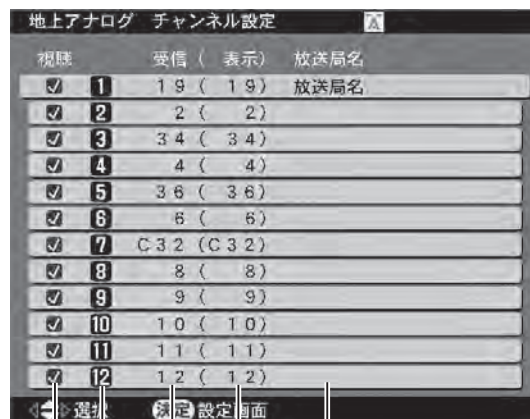 地上アナログ チャンネル設定 A
視聴 受信 ( 表示) 放送局名
1 19 ( 19) 放送局名
2 2 ( 2)
3 34 ( 34)
4 4 ( 4)
5 36 ( 36)
6 6 ( 6)
7 C32 (C32)
8 8 ( 8)
9 9 ( 9)
10 10 ( 10)
11 11 ( 11)
12 12 ( 12)
選択 決定 設定画面